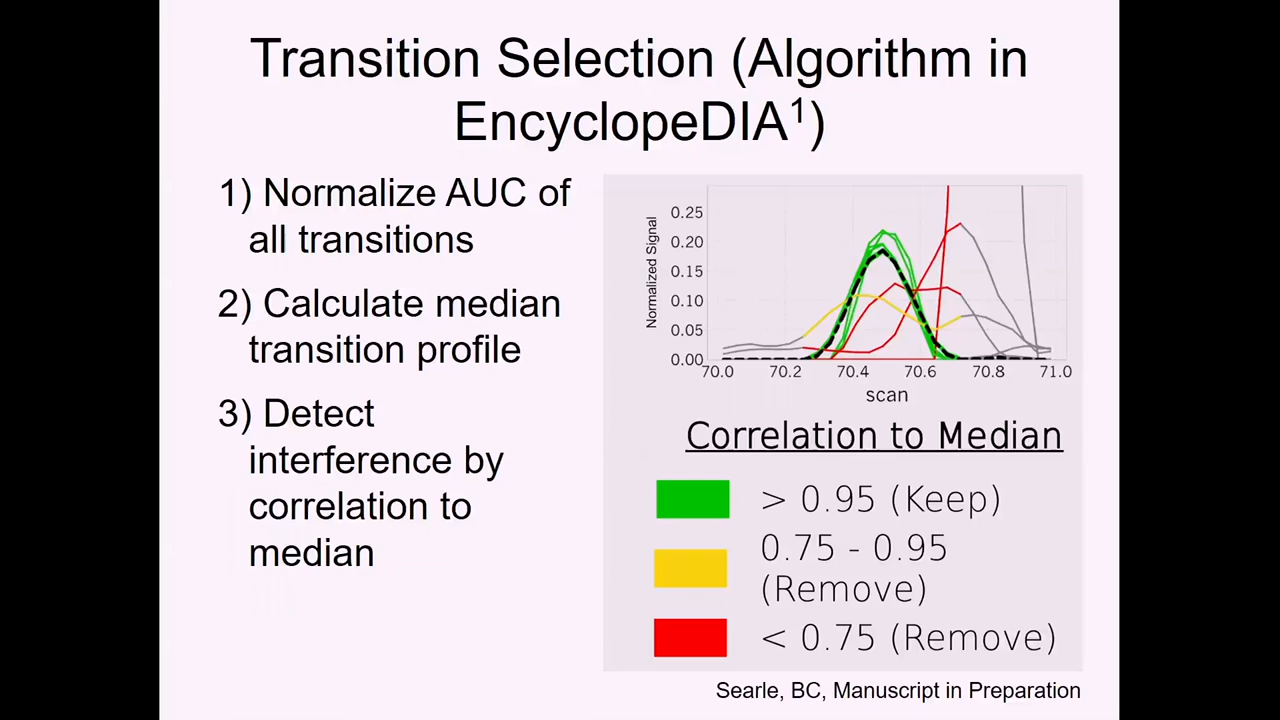 Transition Selection (Algorithm in
EncyclopeDIA¹)
1) Normalize AUC of
all transitions
2) Calculate median
transition profile
3) Detect
interference by
correlation to
median
Normalized Signal
0.25
0.20
0.15
0.10
0.05
0.00
70.0 70.2 70.4 70.6 70.8 71.0
scan
Correlation to Median
> 0.95 (Keep)
0.75 - 0.95
(Remove)
< 0.75 (Remove)
Searle, BC, Manuscript in Preparation